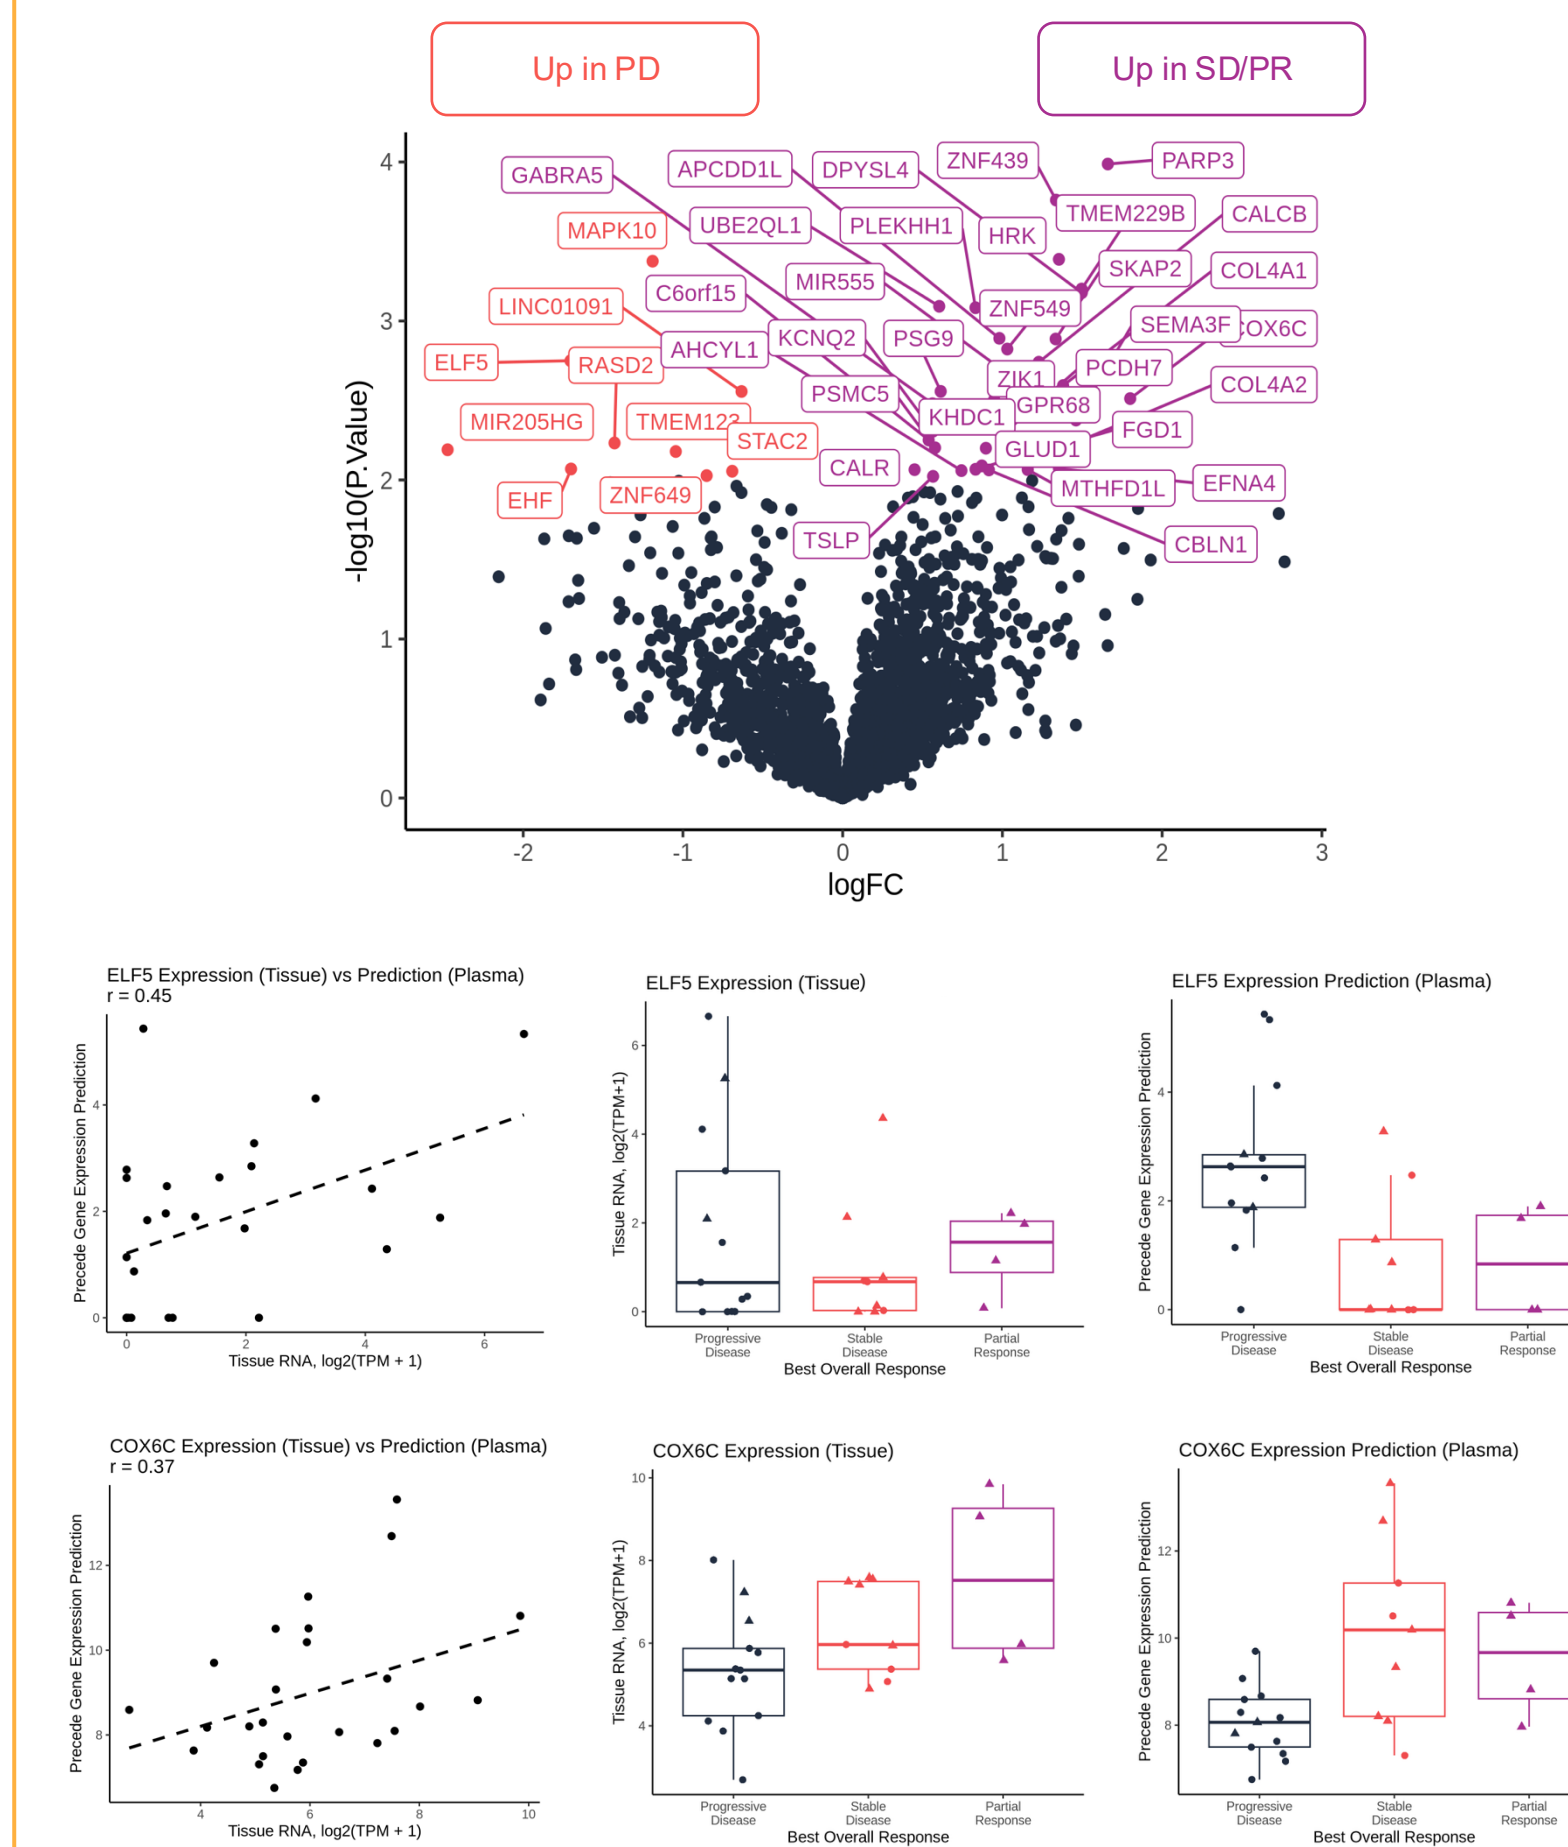 Up in PD
Up in SD/PR
4
3
2
1
0
-log10(P.Value)
GABRA5
APCDD1L
DPYSL4
ZNF439
PARP3
MAPK10
UBE2QL1
PLEKHH1
HRK
TMEM229B
CALCB
LINC01091
C6orf15
MIR555
ZNF549
SKAP2
COL4A1
ELF5
RASD2
AHCYL1
KCNQ2
PSG9
SEMA3F
COX6C
PSMC5
ZIK1
PCDH7
COL4A2
MIR205HG
TMEM123
STAC2
KHDC1
GPR68
FGD1
EHF
ZNF649
CALR
GLUD1
MTHFD1L
EFNA4
TSLP
CBLN1
-2
-1
0
1
2
3
logFC
ELF5 Expression (Tissue) vs Prediction (Plasma)
r = 0.45
Precede Gene Expression Prediction
4
2
0
0
2
4
6
Tissue RNA, log2(TPM + 1)
ELF5 Expression (Tissue)
Tissue RNA, log2(TPM+1)
6
4
2
0
Progressive
Disease
Stable
Disease
Partial
Response
Best Overall Response
ELF5 Expression Prediction (Plasma)
Precede Gene Expression Prediction
4
2
0
Progressive
Disease
Stable
Disease
Partial
Response
Best Overall Response
COX6C Expression (Tissue) vs Prediction (Plasma)
r = 0.37
Precede Gene Expression Prediction
12
10
8
4
6
8
10
Tissue RNA, log2(TPM + 1)
COX6C Expression (Tissue)
Tissue RNA, log2(TPM+1)
10
8
6
4
Progressive
Disease
Stable
Disease
Partial
Response
Best Overall Response
COX6C Expression Prediction (Plasma)
Precede Gene Expression Prediction
12
10
8
Progressive
Disease
Stable
Disease
Partial
Response
Best Overall Response